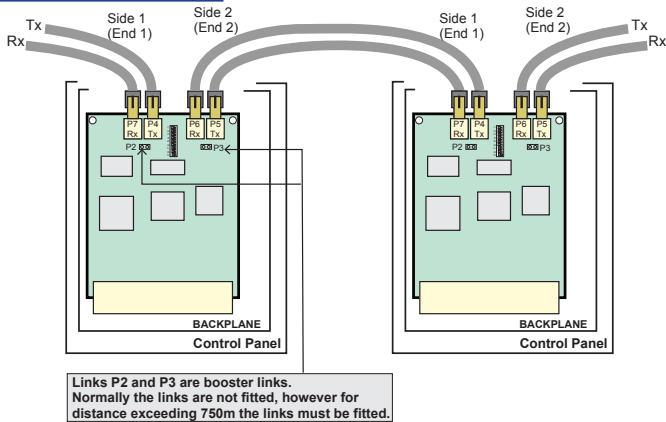 Side 1
(End 1)
Side 2
(End 2)
Side 1
(End 1)
Side 2
(End 2)
Tx
Rx
Tx
Rx
P7
Rx
P4
Tx
P6
Rx
P5
Tx
P2
P3
P7
Rx
P4
Tx
P6
Rx
P5
Tx
P2
P3
BACKPLANE
Control Panel
BACKPLANE
Control Panel
Links P2 and P3 are booster links.
Normally the links are not fitted, however for
distance exceeding 750m the links must be fitted.